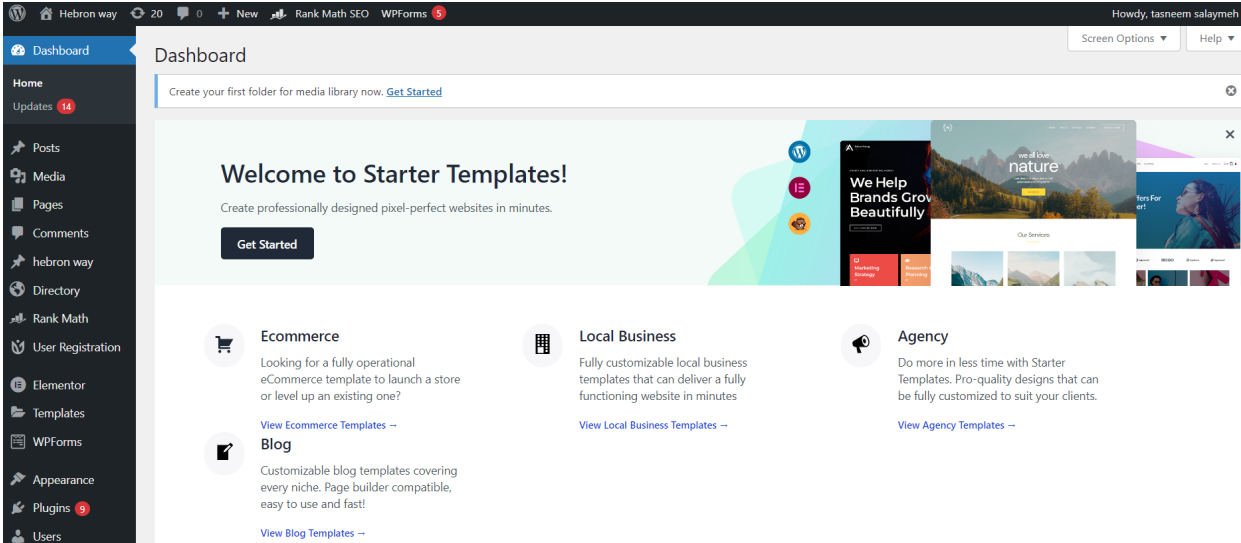 Hebron way 20 0 New Rank Math SEO WPForms 5 Howdy, tasneem salaymeh
Screen Options Help
Dashboard
Home
Updates 14
Posts
Media
Pages
Comments
hebron way
Directory
Rank Math
User Registration
Elementor
Templates
WPForms
Appearance
Plugins 9
Users
Dashboard
Create your first folder for media library now. Get Started
Welcome to Starter Templates!
Create professionally designed pixel-perfect websites in minutes.
Get Started
We Help
Brands Grow
Beautifully
Marketing
Strategy
Research
Planning
we all love
nature
Our Services
Ecommerce
Looking for a fully operational
eCommerce template to launch a store
or level up an existing one?
View Ecommerce Templates →
Local Business
Fully customizable local business
templates that can deliver a fully
functioning website in minutes
View Local Business Templates →
Agency
Do more in less time with Starter
Templates. Pro-quality designs that can
be fully customized to suit your clients.
View Agency Templates →
Blog
Customizable blog templates covering
every niche. Page builder compatible,
easy to use and fast!
View Blog Templates →